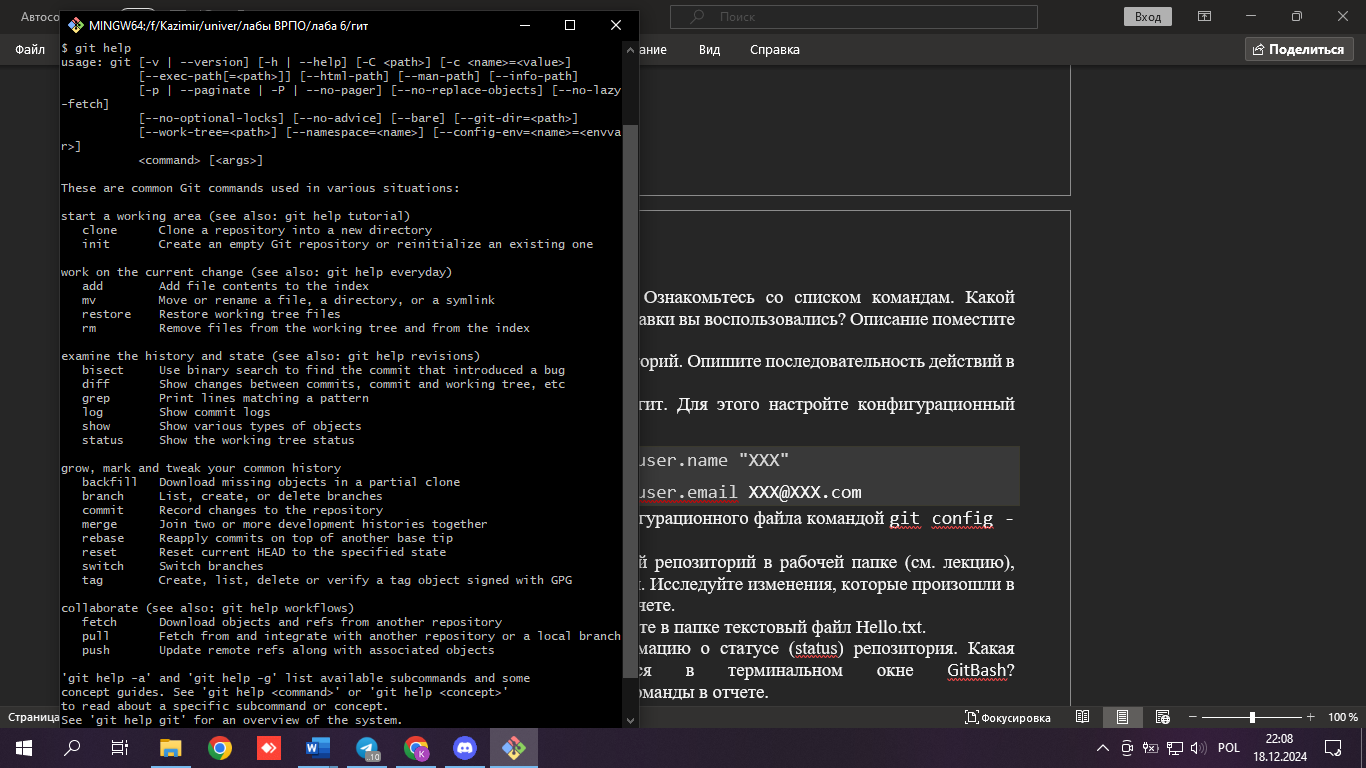 Автосо
MINGW64:/f/Kazimir/univer/лабы ВРПО/лаба 6/гит
Поиск
Вход
Файл
ание
Вид
Справка
Поделиться
$ git help
usage: git [-v | --version] [-h | --help] [-C <path>] [-c <name>=<value>]
[--exec-path[=<path>]] [--html-path] [--man-path] [--info-path]
[-p | --paginate | -P | --no-pager] [--no-replace-objects] [--no-lazy
-fetch]
[--no-optional-locks] [--no-advice] [--bare] [--git-dir=<path>]
[--work-tree=<path>] [--namespace=<name>] [--config-env=<name>=<envva
r>]
<command> [<args>]
These are common Git commands used in various situations:
start a working area (see also: git help tutorial)
clone Clone a repository into a new directory
init Create an empty Git repository or reinitialize an existing one
work on the current change (see also: git help everyday)
add Add file contents to the index
mv Move or rename a file, a directory, or a symlink
restore Restore working tree files
rm Remove files from the working tree and from the index
examine the history and state (see also: git help revisions)
bisect Use binary search to find the commit that introduced a bug
diff Show changes between commits, commit and working tree, etc
grep Print lines matching a pattern
log Show commit logs
show Show various types of objects
status Show the working tree status
grow, mark and tweak your common history
backfill Download missing objects in a partial clone
branch List, create, or delete branches
commit Record changes to the repository
merge Join two or more development histories together
rebase Reapply commits on top of another base tip
reset Reset current HEAD to the specified state
switch Switch branches
tag Create, list, delete or verify a tag object signed with GPG
collaborate (see also: git help workflows)
fetch Download objects and refs from another repository
pull Fetch from and integrate with another repository or a local branch
push Update remote refs along with associated objects
'git help -a' and 'git help -g' list available subcommands and some
concept guides. See 'git help <command>' or 'git help <concept>'
to read about a specific subcommand or concept.
See 'git help git' for an overview of the system.
Ознакомьтесь со списком командам. Какой
авки вы воспользовались? Описание поместите
орий. Опишите последовательность действий в
гит. Для этого настройте конфигурационный
user.name "XXX"
user.email XXX@XXX.com
гурационного файла командой git config -
й репозиторий в рабочей папке (см. лекцию),
. Исследуйте изменения, которые произошли в
чете.
те в папке текстовый файл Hello.txt.
мацию о статусе (status) репозитория. Какая
ся в терминальном окне GitBash?
оманды в отчете.
Страница
Фокусировка
100 %
10
K
POL
22:08
18.12.2024